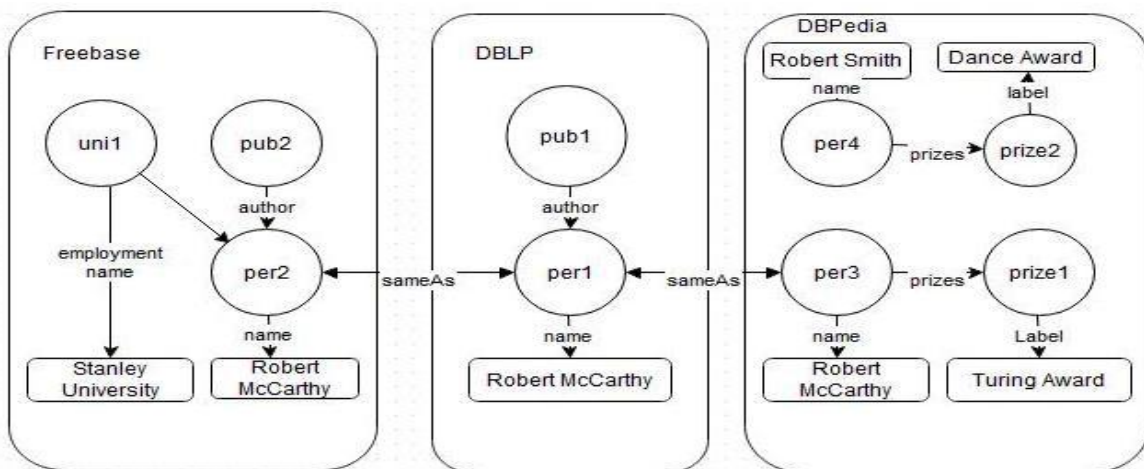 Freebase
uni1
pub2
author
employment
name
per2
name
Stanley
University
Robert
McCarthy
sameAs
DBLP
pub1
author
per1
name
Robert McCarthy
sameAs
DBPedia
Robert Smith
name
per4
prizes
Dance Award
label
prize2
per3
prizes
prize1
name
Label
Robert
McCarthy
Turing Award